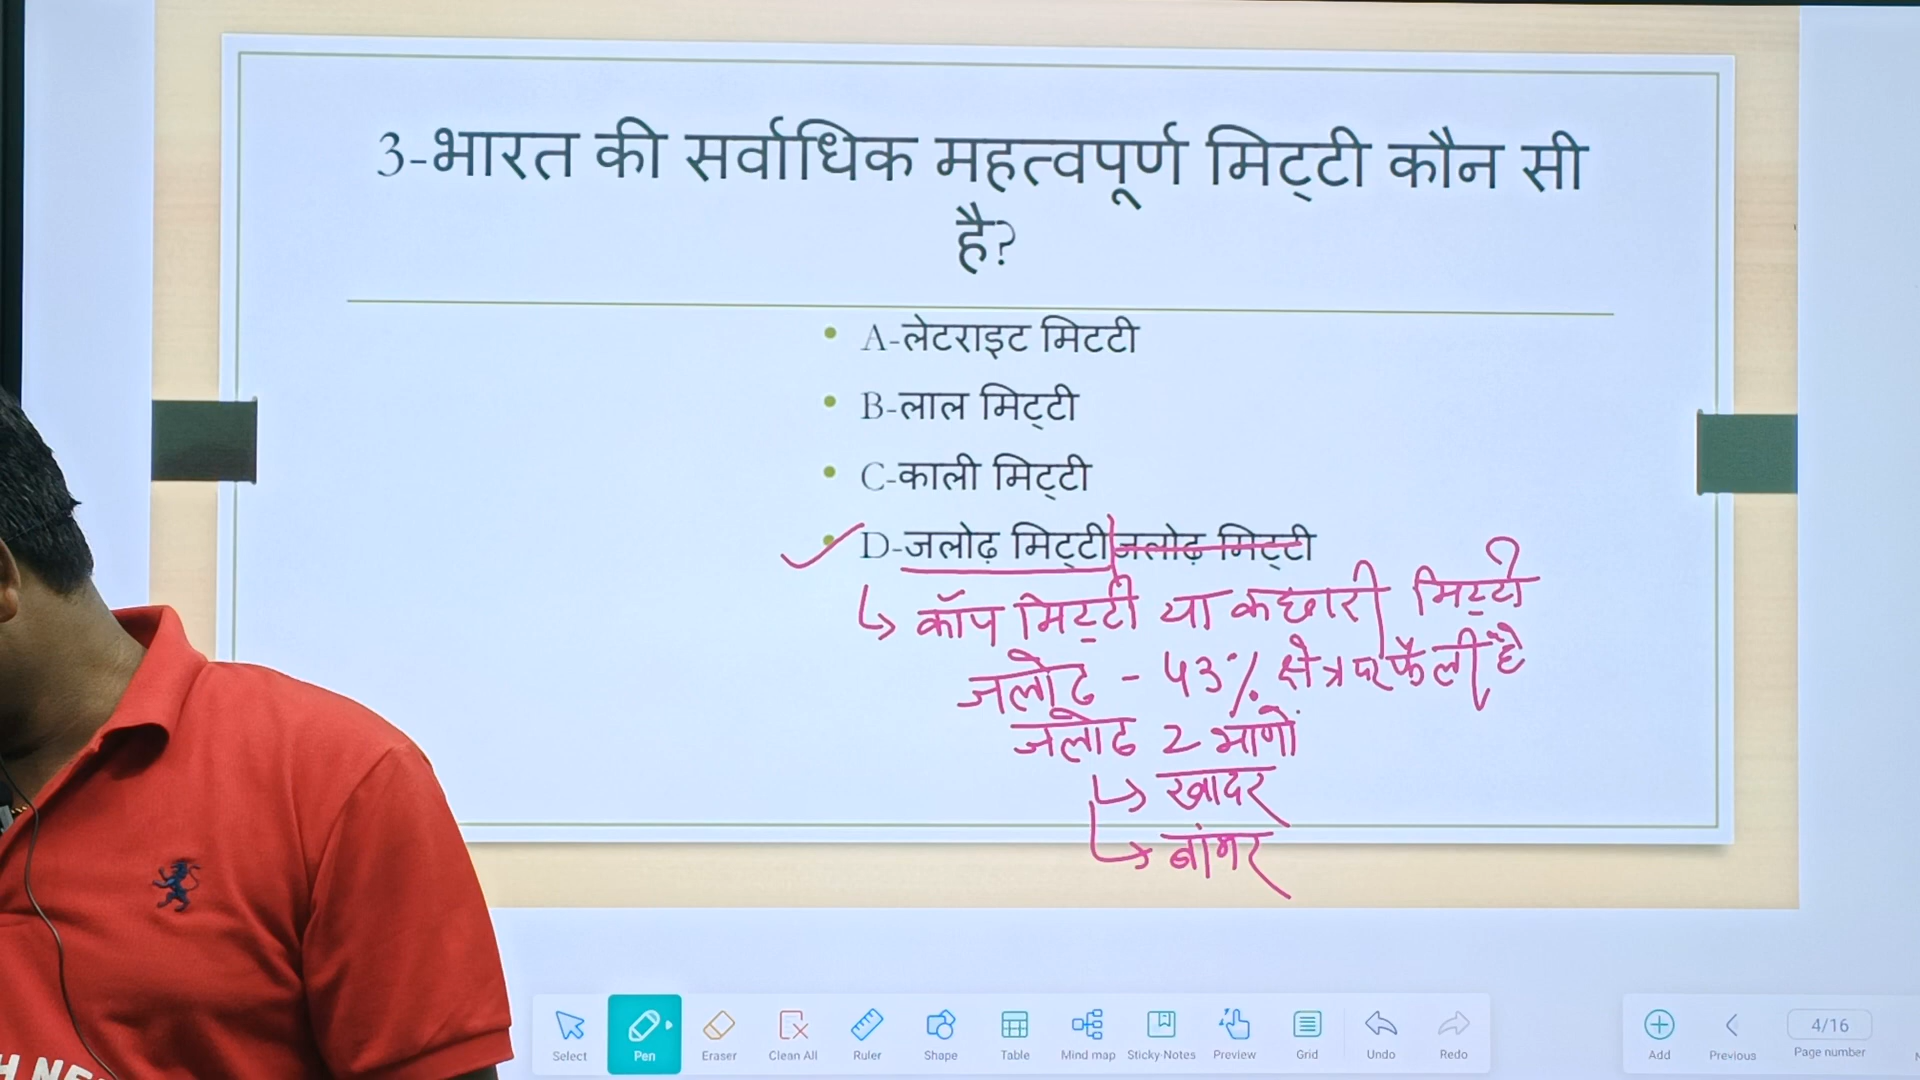 3-भारत की सर्वाधिक महत्वपूर्ण मिट्टी कौन सी
है?
A-लेटराइट मिटटी
B-लाल मिट्टी
C-काली मिट्टी
D-जलोढ़ मिट्टी जलोढ़ मिट्टी
कॉप मिट्टी या कछारी मिट्टी
जलोढ - 43% क्षेत्र पर फैली है
जलोढ 2 भागों
खादर
बांगर
Select
Pen
Eraser
Clean All
Ruler
Shape
Table
Mind map
Sticky-Notes
Preview
Grid
Undo
Redo
Add
Previous
4/16
Page number